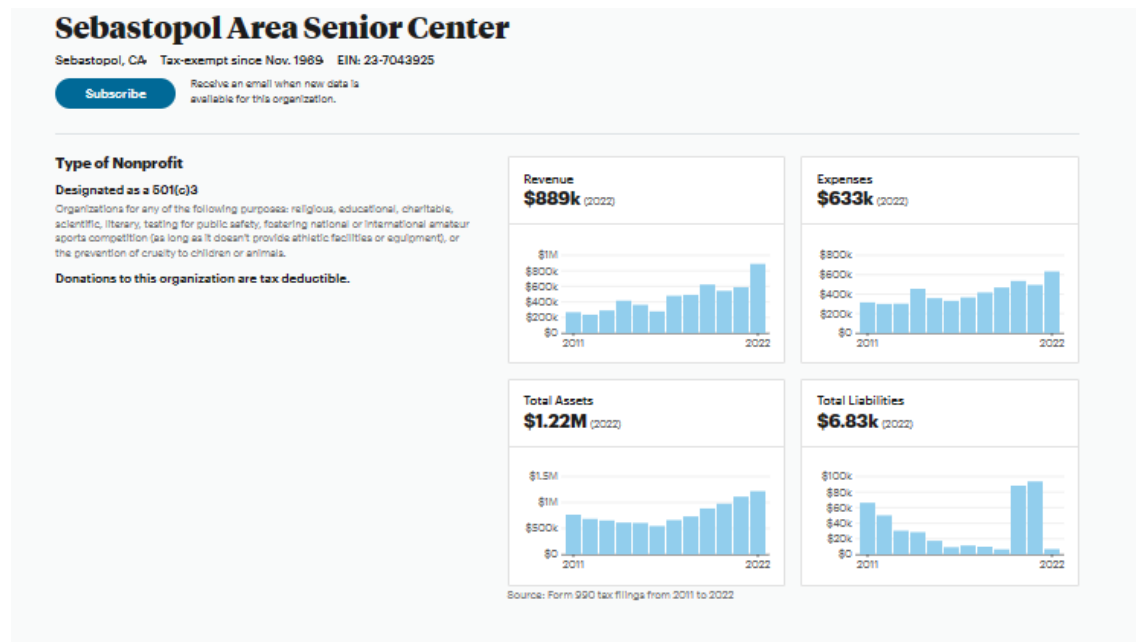 Sebastopol Area Senior Center
Sebastopol, CA Tax-exempt since Nov. 1969 EIN: 23-7043925
Subscribe
Receive an email when new data is
available for this organization.
Type of Nonprofit
Designated as a 501(c)3
Organizations for any of the following purposes: religious, educational, charitable,
scientific, literary, testing for public safety, fostering national or international amateur
sports competition (as long as it doesn't provide athletic facilities or equipment), or
the prevention of cruelty to children or animals.
Donations to this organization are tax deductible.
Revenue
$889k (2022)
$1M
$800k
$600k
$400k
$200k
$0
2011 2022
Expenses
$633k (2022)
$800k
$600k
$400k
$200k
$0
2011 2022
Total Assets
$1.22M (2022)
$1.5M
$1M
$500k
$0
2011 2022
Total Liabilities
$6.83k (2022)
$100k
$80k
$60k
$40k
$20k
$0
2011 2022
Source: Form 990 tax filings from 2011 to 2022